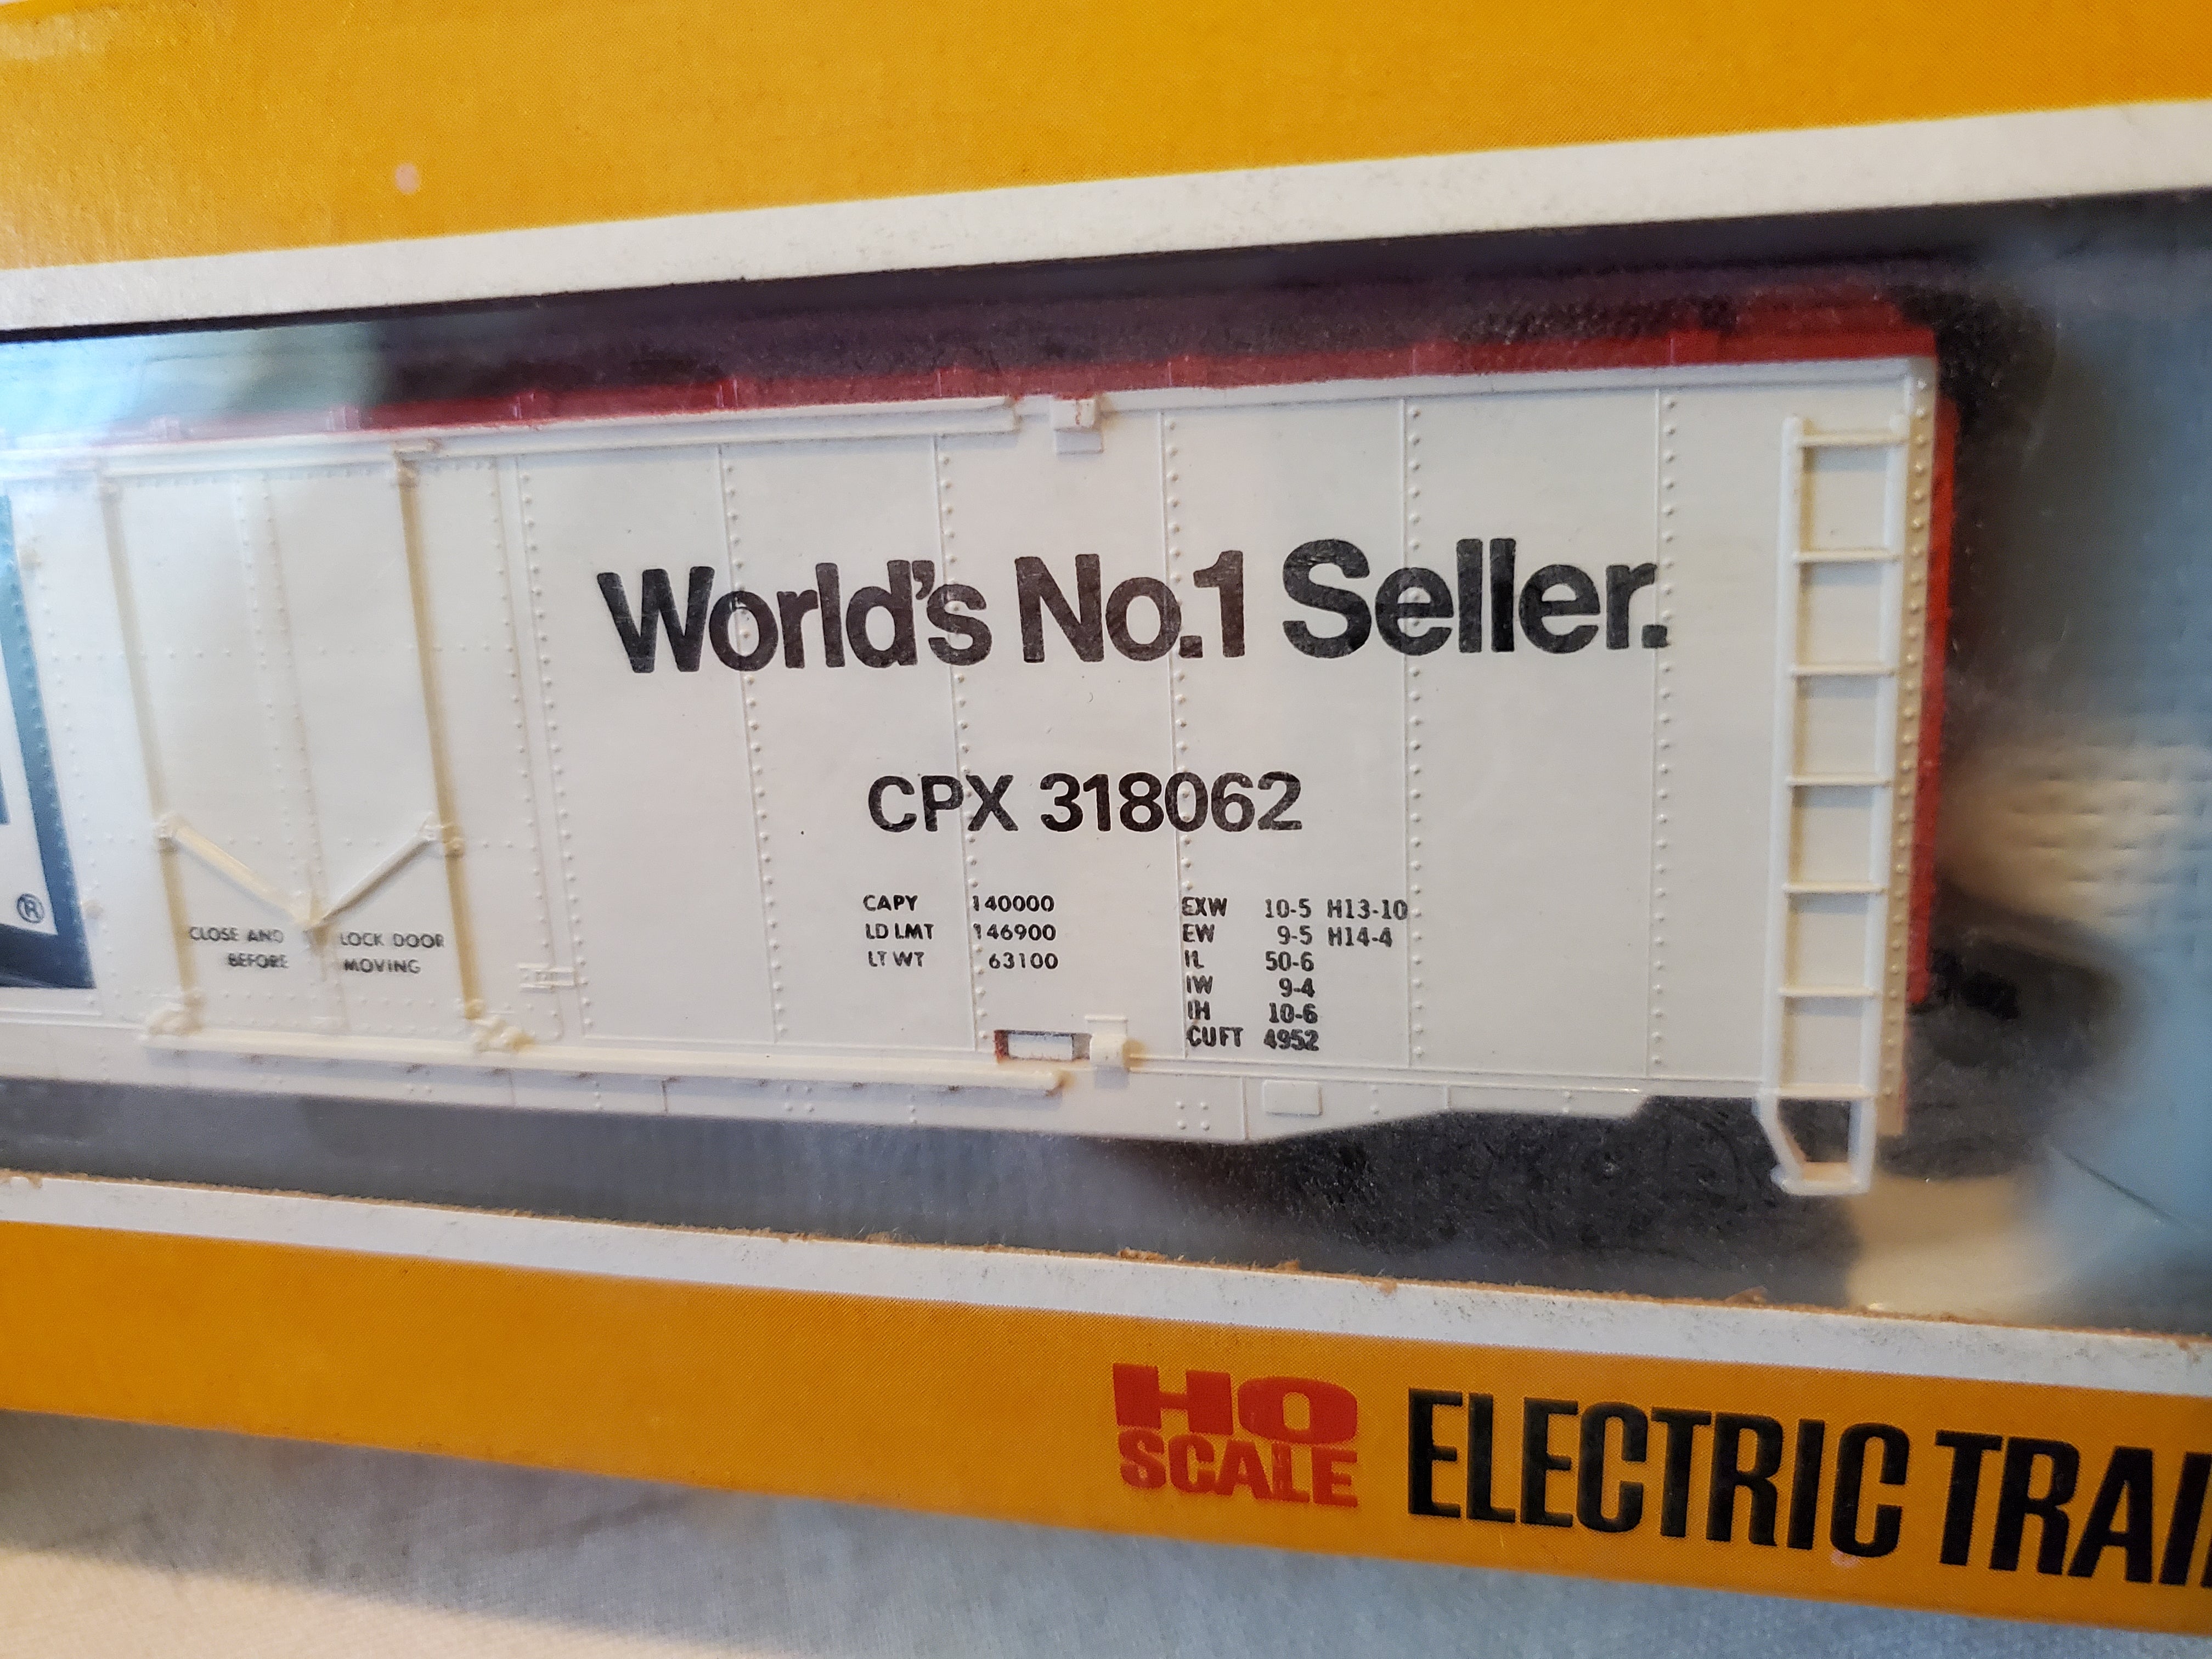 World's No.1 Seller.
CPX 318062
CAPY 140000
LD LMT 146900
LT WT 63100
EXW 10-5 H13-10
EW 9-5 H14-4
IL 50-6
IW 9-4
IH 10-6
CUFT 4952
®
CLOSE AND LOCK DOOR
BEFORE MOVING
HO
SCALE
ELECTRIC TRAI